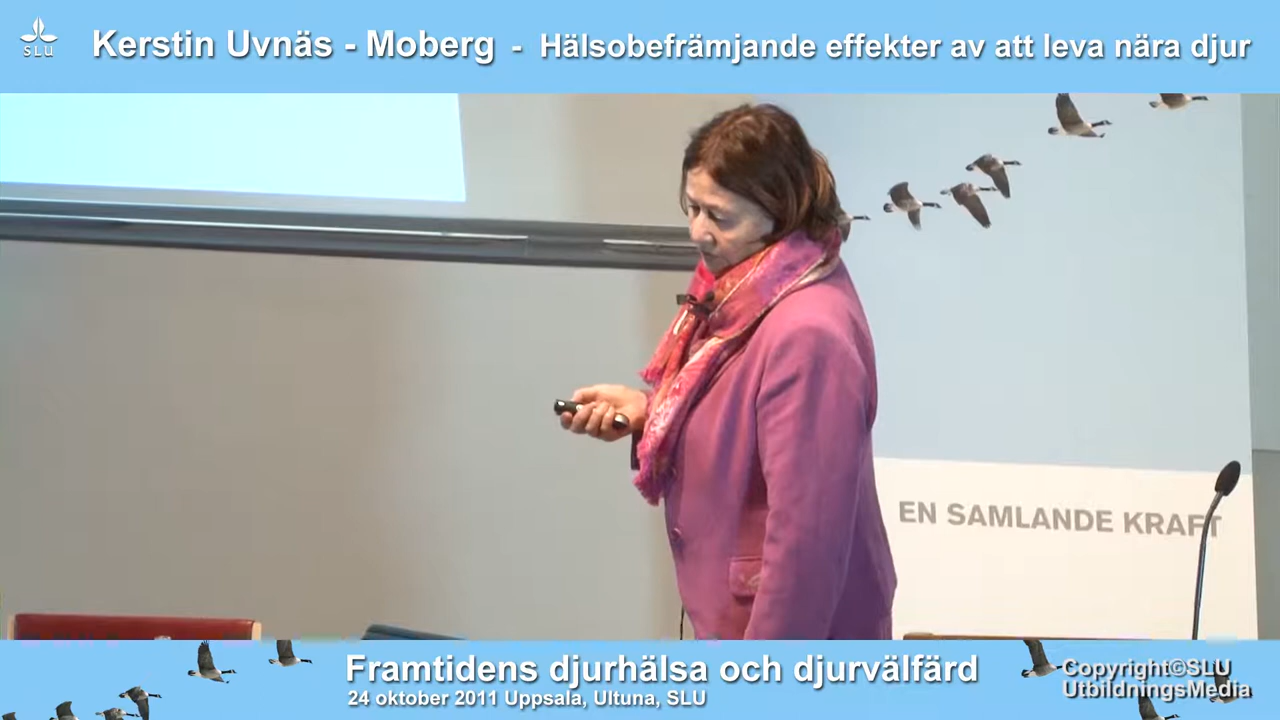 SLU
Kerstin Uvnäs - Moberg - Hälsobefrämjande effekter av att leva nära djur
EN SAMLANDE KRAFT
Framtidens djurhälsa och djurvälfärd
24 oktober 2011 Uppsala, Ultuna, SLU
Copyright©SLU
UtbildningsMedia